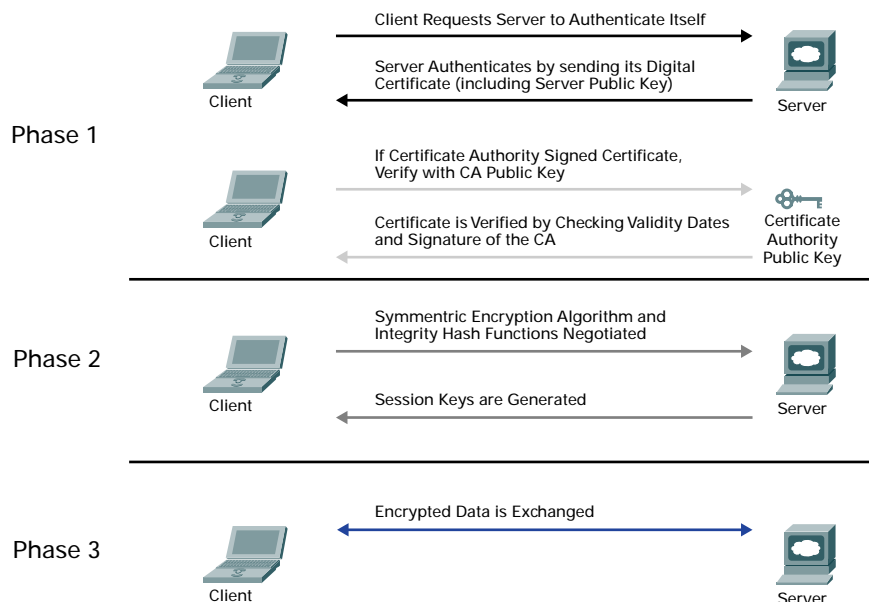 Client Requests Server to Authenticate Itself
Server Authenticates by sending its Digital
Certificate (including Server Public Key)
Client
Server
Phase 1
If Certificate Authority Signed Certificate,
Verify with CA Public Key
Certificate is Verified by Checking Validity Dates
and Signature of the CA
Client
Certificate
Authority
Public Key
Symmentric Encryption Algorithm and
Integrity Hash Functions Negotiated
Phase 2
Session Keys are Generated
Client
Server
Encrypted Data is Exchanged
Phase 3
Client
Server